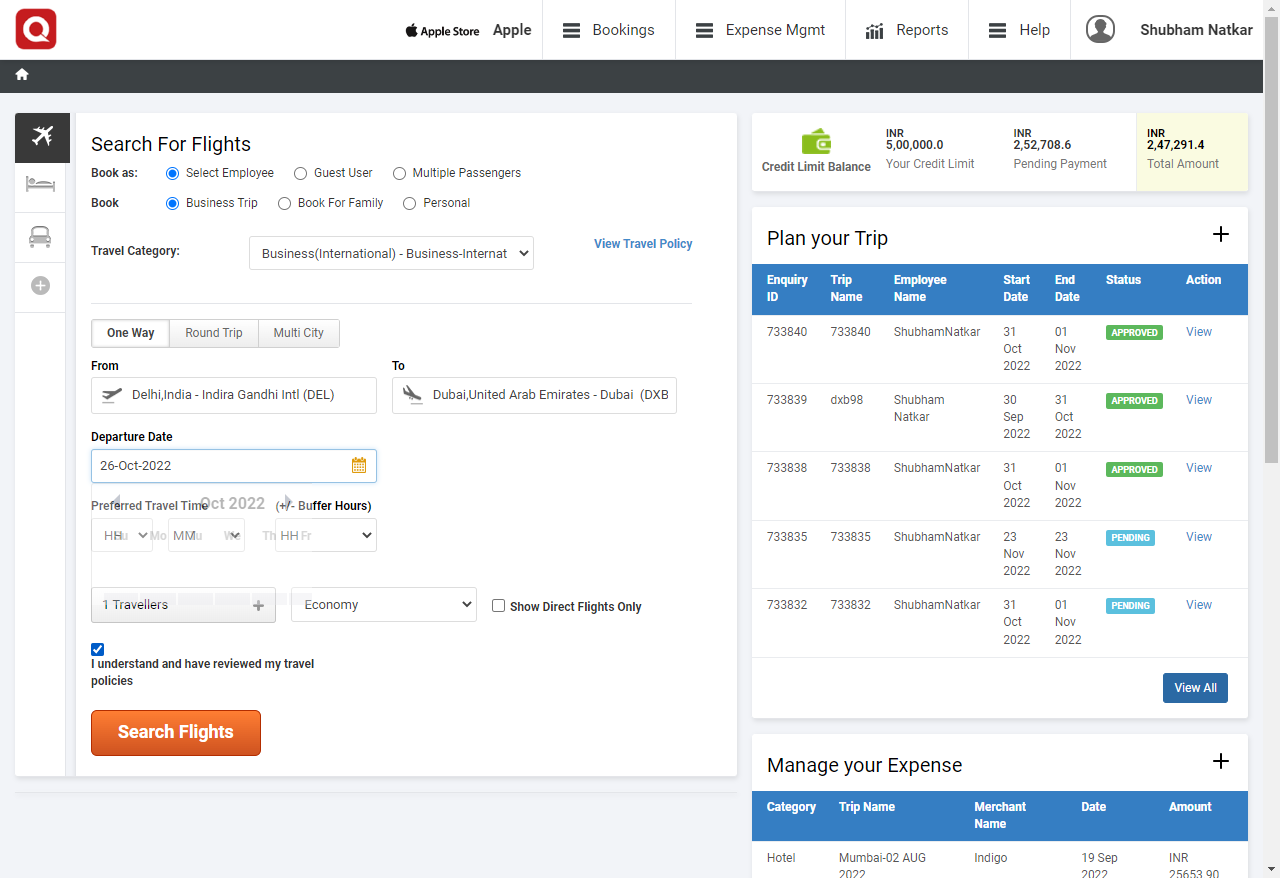 Apple Store Apple Bookings Expense Mgmt Reports Help Shubham Natkar
Search For Flights
Book as: Select Employee Guest User Multiple Passengers
Book Business Trip Book For Family Personal
Travel Category: Business(International) - Business-Internat View Travel Policy
One Way Round Trip Multi City
From To
Delhi,India - Indira Gandhi Intl (DEL) Dubai,United Arab Emirates - Dubai (DXB
Departure Date
26-Oct-2022
Preferred Travel Time Oct 2022 (+/- Buffer Hours)
HH MM HH
Su Mo Tu We Th Fr
1 Travellers Economy Show Direct Flights Only
I understand and have reviewed my travel
policies
Search Flights
Credit Limit Balance
INR
5,00,000.0
Your Credit Limit
INR
2,52,708.6
Pending Payment
INR
2,47,291.4
Total Amount
Plan your Trip
Enquiry ID Trip Name Employee Name Start Date End Date Status Action
733840 733840 ShubhamNatkar 31 Oct 2022 01 Nov 2022 APPROVED View
733839 dxb98 Shubham Natkar 30 Sep 2022 31 Oct 2022 APPROVED View
733838 733838 ShubhamNatkar 31 Oct 2022 01 Nov 2022 APPROVED View
733835 733835 ShubhamNatkar 23 Nov 2022 23 Nov 2022 PENDING View
733832 733832 ShubhamNatkar 31 Oct 2022 01 Nov 2022 PENDING View
View All
Manage your Expense
Category Trip Name Merchant Name Date Amount
Hotel Mumbai-02 AUG 2022 Indigo 19 Sep 2022 INR 25653.90